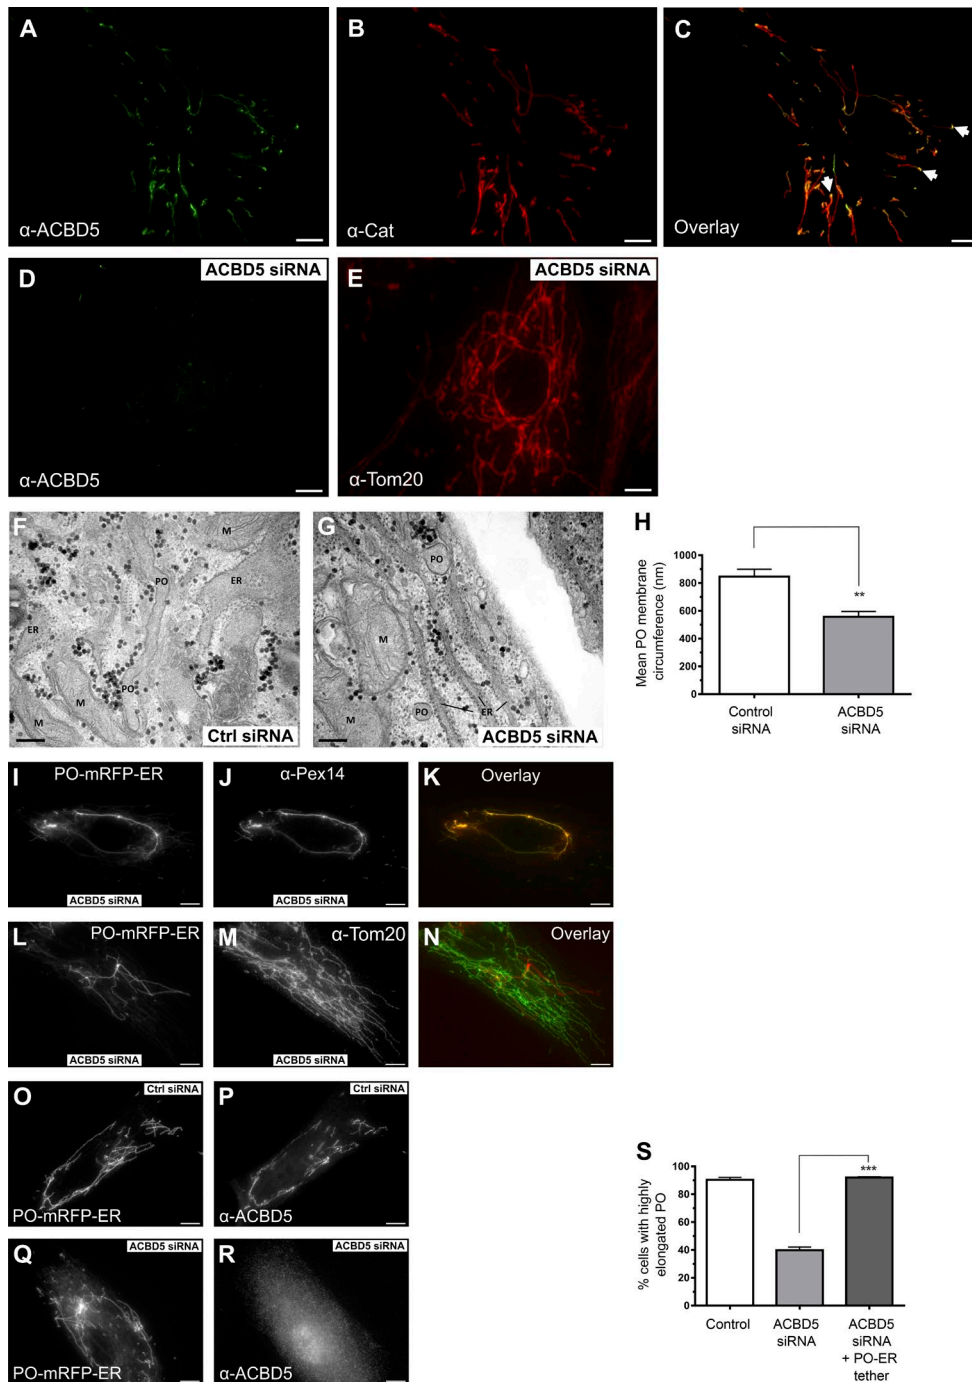 A
α-ACBD5
B
α-Cat
C
Overlay
D
ACBD5 siRNA
α-ACBD5
E
ACBD5 siRNA
α-Tom20
F
M
PO
ER
ER
M
PO
M
Ctrl siRNA
G
PO
M
PO
ER
M
ACBD5 siRNA
H
Mean PO membrane
circumference (nm)
1000
800
600
400
200
0
**
Control
siRNA
ACBD5
siRNA
I
PO-mRFP-ER
ACBD5 siRNA
J
α-Pex14
ACBD5 siRNA
K
Overlay
L
PO-mRFP-ER
ACBD5 siRNA
M
α-Tom20
ACBD5 siRNA
N
Overlay
O
Ctrl siRNA
PO-mRFP-ER
P
Ctrl siRNA
α-ACBD5
Q
ACBD5 siRNA
PO-mRFP-ER
R
ACBD5 siRNA
α-ACBD5
S
% cells with highly
elongated PO
100
80
60
40
20
0
***
Control
ACBD5
siRNA
ACBD5
siRNA
+ PO-ER
tether